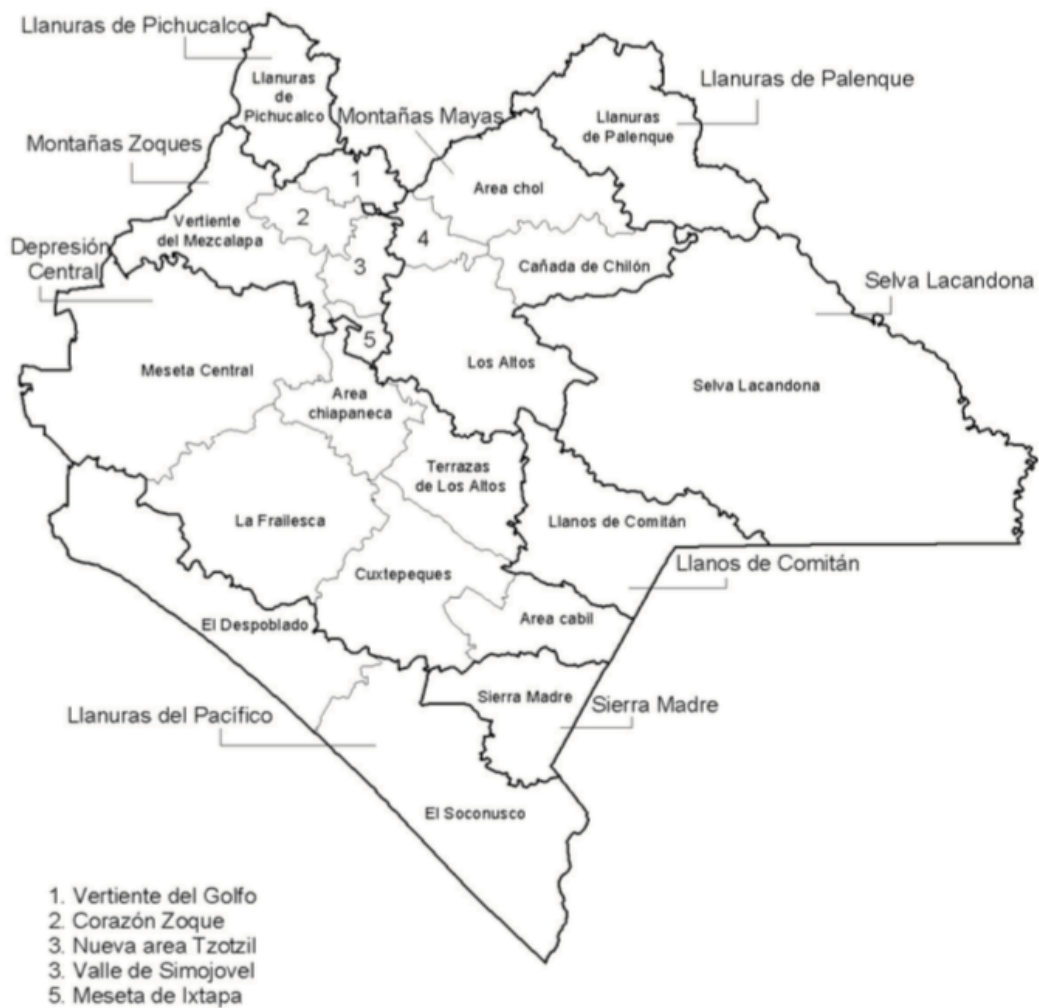 Llanuras de Pichucalco
Llanuras
de
Pichucalco
Llanuras de Palenque
Llanuras
de Palenque
Montañas Mayas
Montañas Zoques
1
Area chol
2
Vertiente
del Mezcalapa
4
3
Cañada de Chilón
Depresión
Central
Selva Lacandona
5
Los Altos
Meseta Central
Selva Lacandona
Area
chiapaneca
Terrazas
de Los Altos
La Frailesca
Llanos de Comitán
Llanos de Comitán
Cuxtepeques
Area cabil
El Despoblado
Sierra Madre
Sierra Madre
Llanuras del Pacífico
El Soconusco
1. Vertiente del Golfo
2. Corazón Zoque
3. Nueva area Tzotzil
3. Valle de Simojovel
5. Meseta de Ixtapa